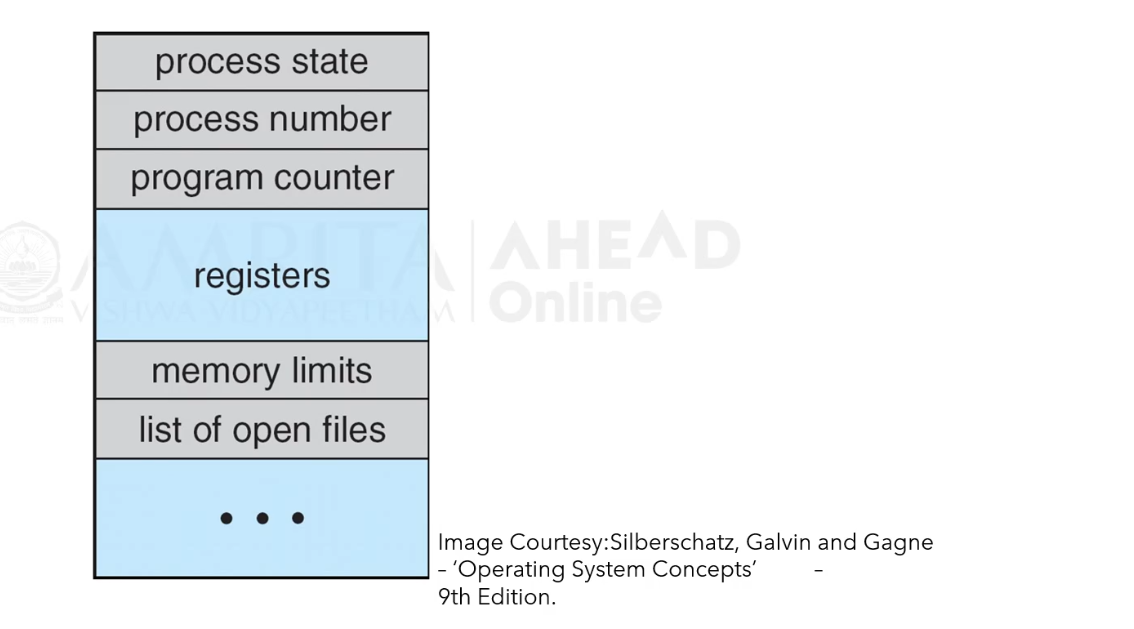 process state
process number
program counter
AMRITA
VISHWA VIDYAPEETHAM
AHEAD
Online
registers
memory limits
list of open files
• • •
Image Courtesy:Silberschatz, Galvin and Gagne
– ‘Operating System Concepts’ –
9th Edition.